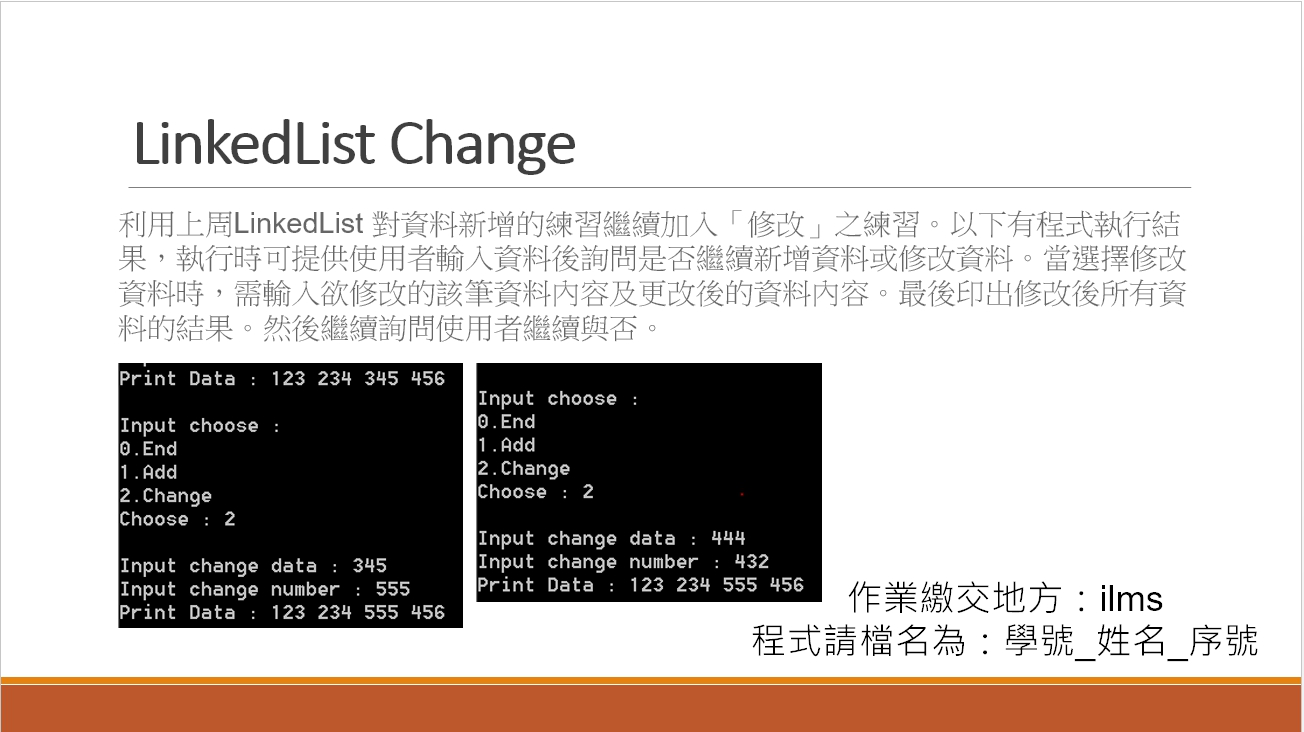 LinkedList Change
利用上周LinkedList 對資料新增的練習繼續加入「修改」之練習。以下有程式執行結
果，執行時可提供使用者輸入資料後詢問是否繼續新增資料或修改資料。當選擇修改
資料時，需輸入欲修改的該筆資料內容及更改後的資料內容。最後印出修改後所有資
料的結果。然後繼續詢問使用者繼續與否。
Print Data : 123 234 345 456
Input choose :
0.End
1.Add
2.Change
Choose : 2
Input change data : 345
Input change number : 555
Print Data : 123 234 555 456
Input choose :
0.End
1.Add
2.Change
Choose : 2
Input change data : 444
Input change number : 432
Print Data : 123 234 555 456
作業繳交地方：ilms
程式請檔名為：學號_姓名_序號